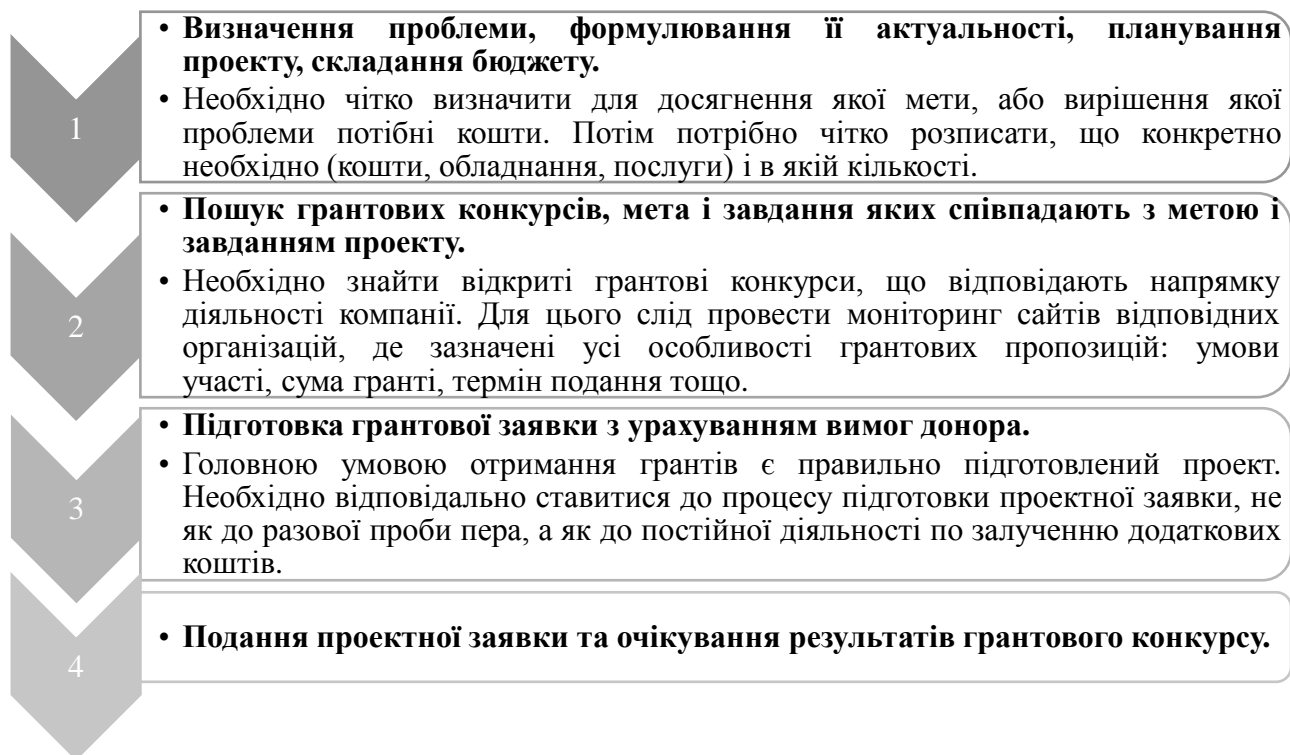 1
• Визначення проблеми, формулювання її актуальності, планування
проекту, складання бюджету.
• Необхідно чітко визначити для досягнення якої мети, або вирішення якої
проблеми потібні кошти. Потім потрібно чітко розписати, що конкретно
необхідно (кошти, обладнання, послуги) і в якій кількості.
2
• Пошук грантових конкурсів, мета і завдання яких співпадають з метою і
завданням проекту.
• Необхідно знайти відкриті грантові конкурси, що відповідають напрямку
діяльності компанії. Для цього слід провести моніторинг сайтів відповідних
організацій, де зазначені усі особливості грантових пропозицій: умови
участі, сума гранті, термін подання тощо.
3
• Підготовка грантової заявки з урахуванням вимог донора.
• Головною умовою отримання грантів є правильно підготовлений проект.
Необхідно відповідально ставитися до процесу підготовки проектної заявки, не
як до разової проби пера, а як до постійної діяльності по залученню додаткових
коштів.
4
• Подання проектної заявки та очікування результатів грантового конкурсу.